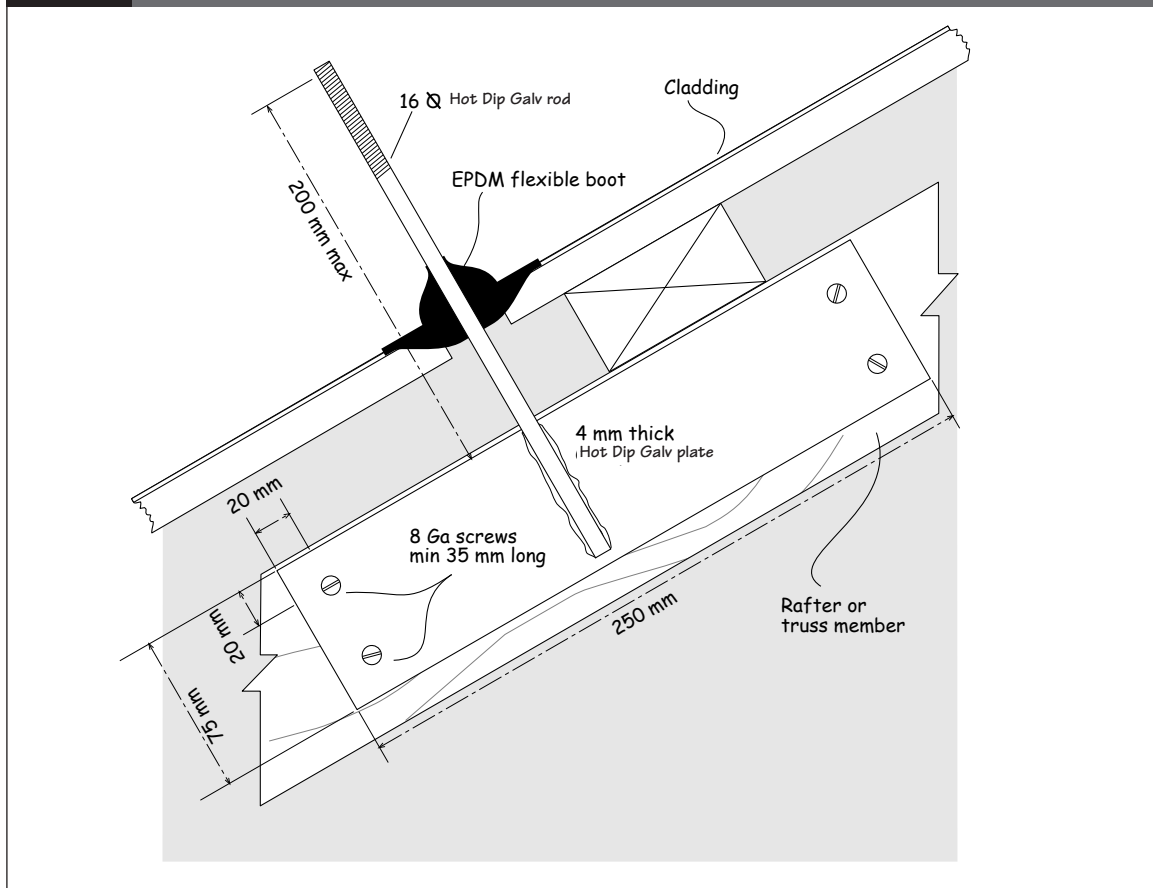 16 Ø Hot Dip Galv rod
Cladding
EPDM flexible boot
200 mm max
4 mm thick
Hot Dip Galv plate
20 mm
8 Ga screws
min 35 mm long
20 mm
75 mm
250 mm
Rafter or
truss member